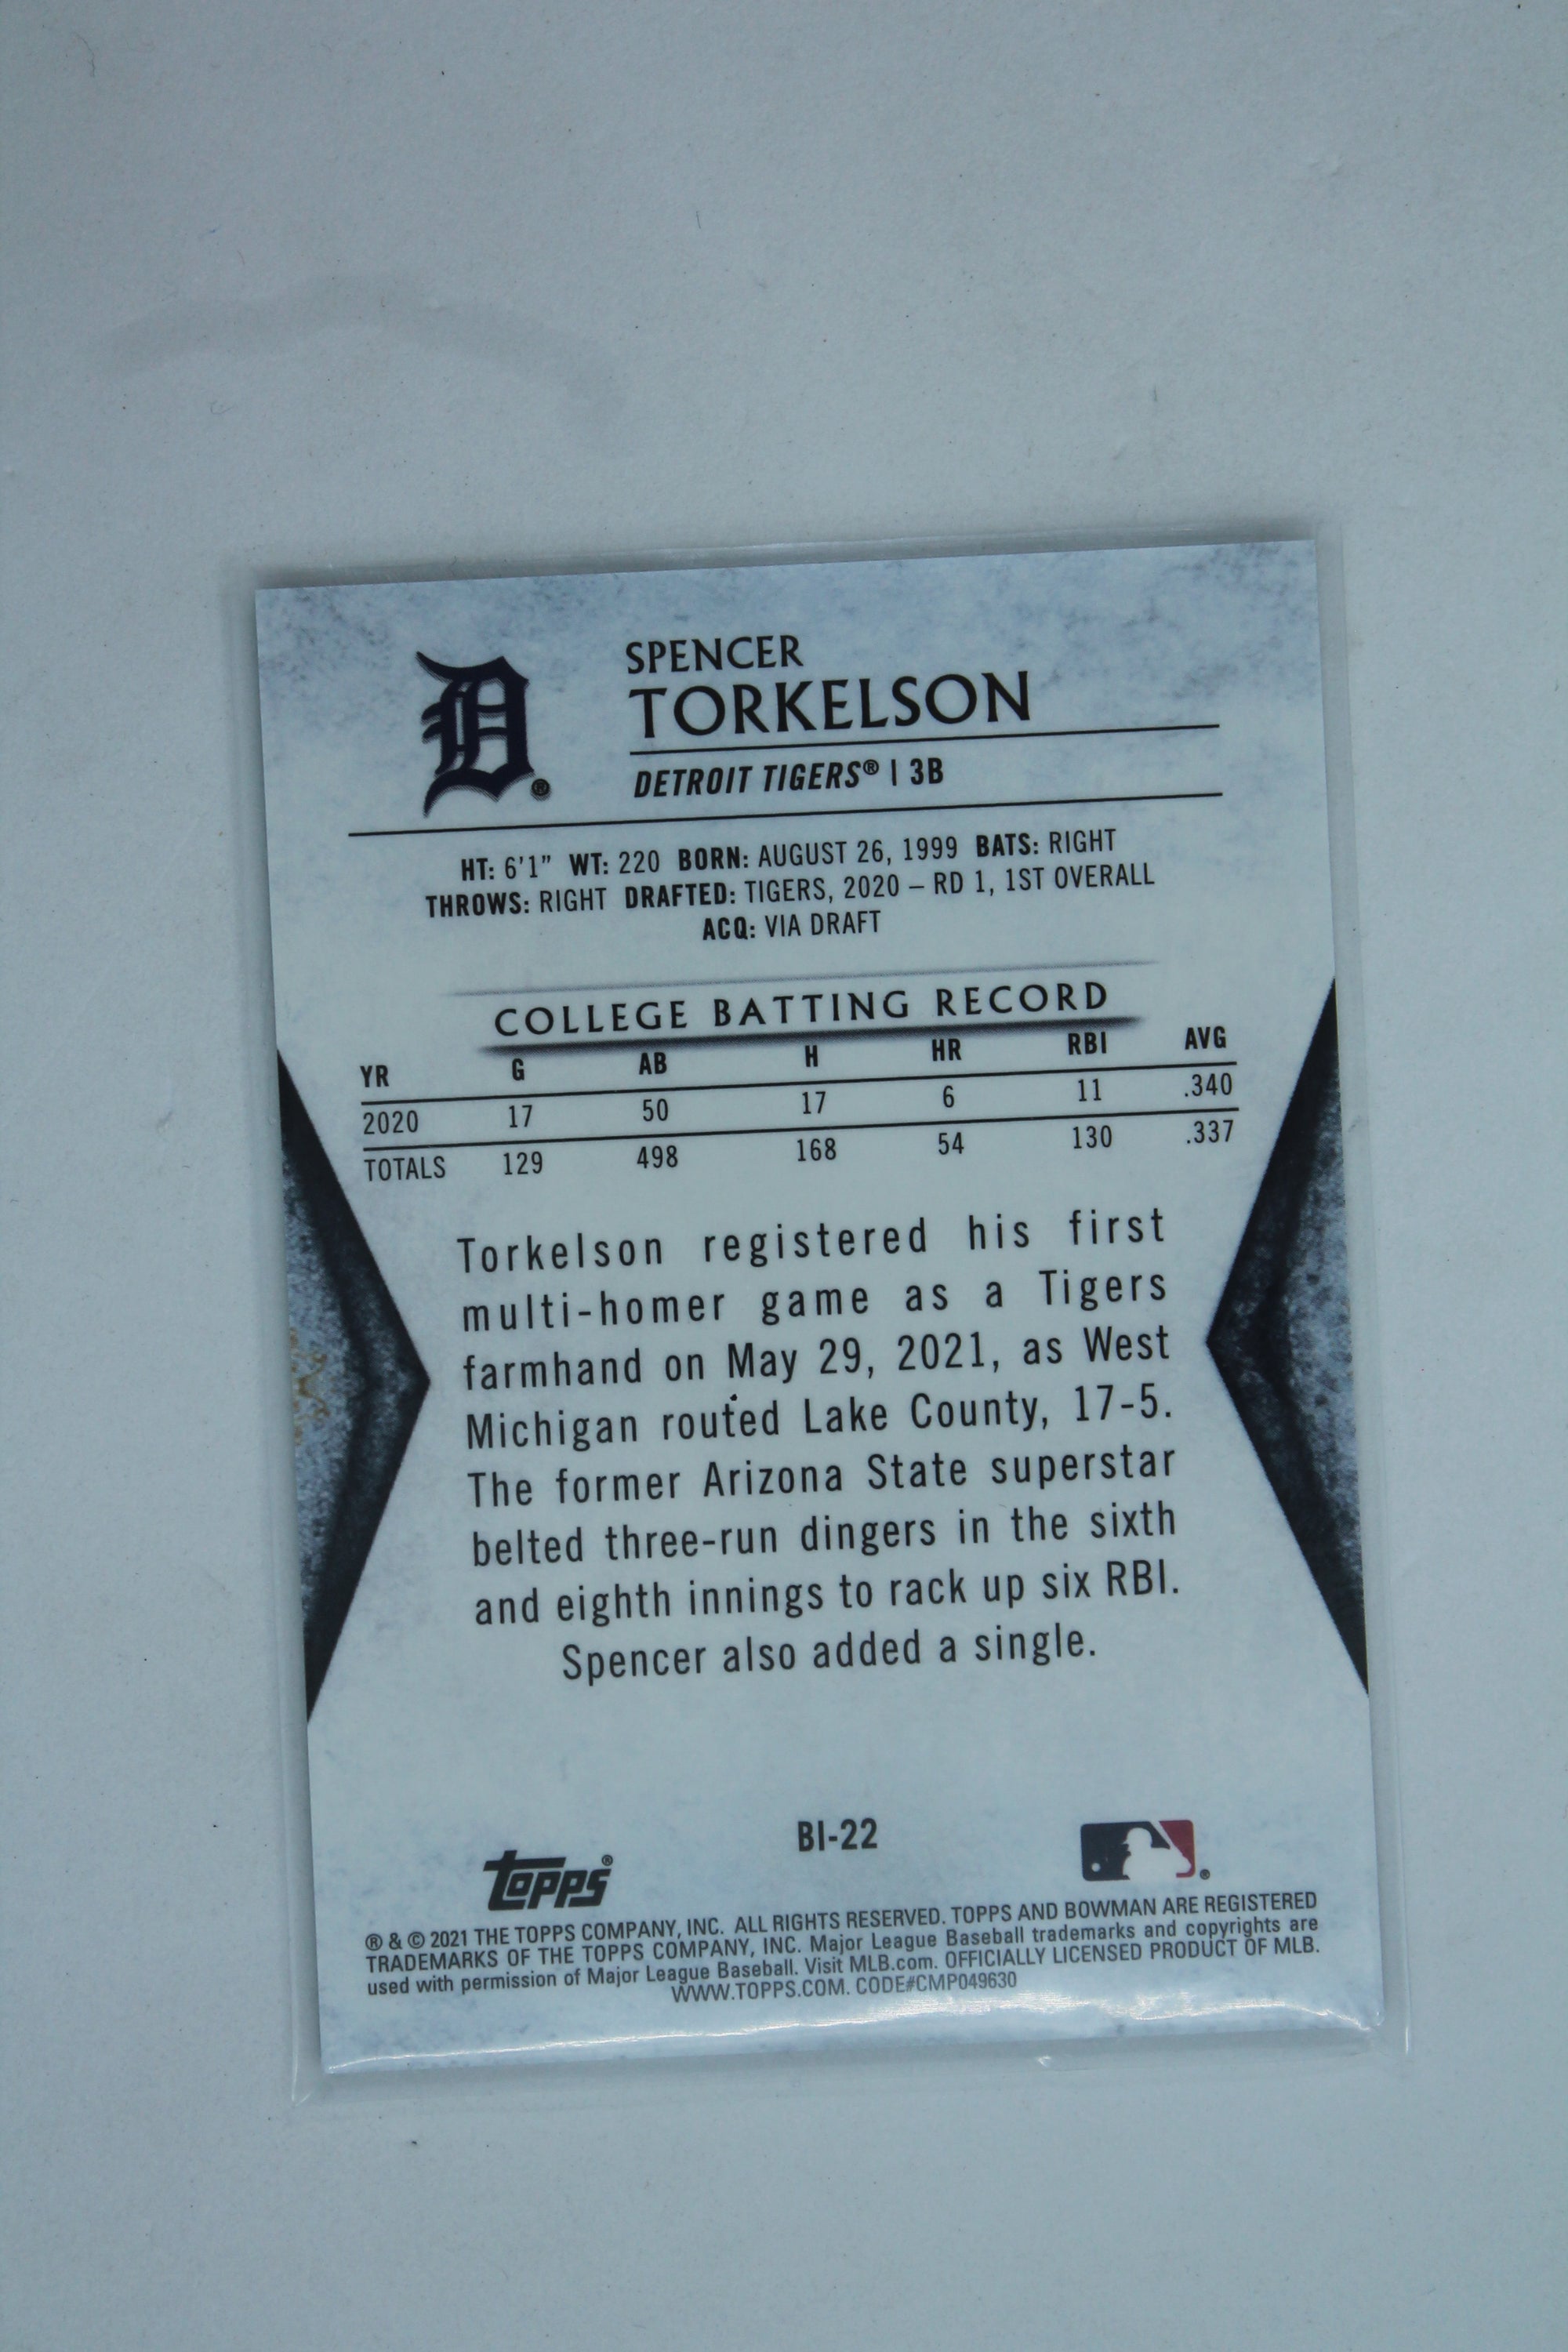 D®
SPENCER
TORKELSON
DETROIT TIGERS® | 3B
HT: 6'1" WT: 220 BORN: AUGUST 26, 1999 BATS: RIGHT
THROWS: RIGHT DRAFTED: TIGERS, 2020 – RD 1, 1ST OVERALL
ACQ: VIA DRAFT
COLLEGE BATTING RECORD
YR G AB H HR RBI AVG
2020 17 50 17 6 11 .340
TOTALS 129 498 168 54 130 .337
Torkelson registered his first
multi-homer game as a Tigers
farmhand on May 29, 2021, as West
Michigan routed Lake County, 17-5.
The former Arizona State superstar
belted three-run dingers in the sixth
and eighth innings to rack up six RBI.
Spencer also added a single.
BI-22
topps®
® & © 2021 THE TOPPS COMPANY, INC. ALL RIGHTS RESERVED. TOPPS AND BOWMAN ARE REGISTERED
TRADEMARKS OF THE TOPPS COMPANY, INC. Major League Baseball trademarks and copyrights are
used with permission of Major League Baseball. Visit MLB.com. OFFICIALLY LICENSED PRODUCT OF MLB.
WWW.TOPPS.COM. CODE#CMP049630